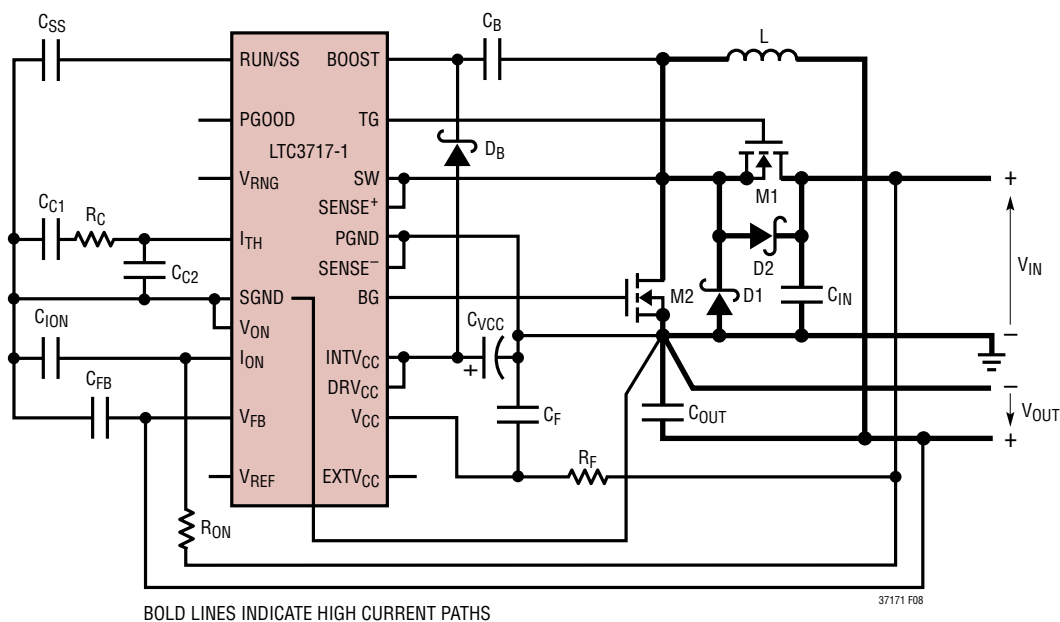 C_SS
C_B
L
RUN/SS
BOOST
PGOOD
TG
LTC3717-1
D_B
M1
+
V_RNG
SW
SENSE⁺
C_C1
R_C
I_TH
PGND
D2
V_IN
C_C2
SENSE⁻
M2
D1
C_IN
SGND
BG
C_ION
V_ON
C_VCC
–
I_ON
INTV_CC
+
DRV_CC
–
C_FB
V_FB
V_CC
C_F
C_OUT
V_OUT
+
R_F
V_REF
EXTV_CC
R_ON
37171 F08
BOLD LINES INDICATE HIGH CURRENT PATHS